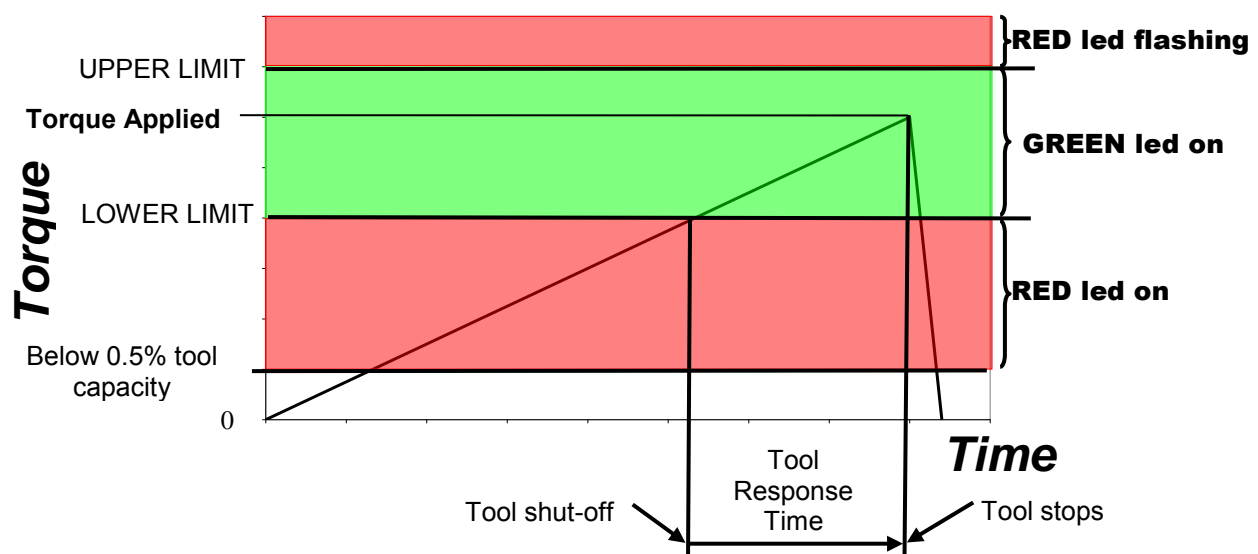 RED led flashing
UPPER LIMIT
Torque Applied
GREEN led on
Torque
LOWER LIMIT
RED led on
Below 0.5% tool
capacity
0
Time
Tool
Response
Time
Tool shut-off
Tool stops